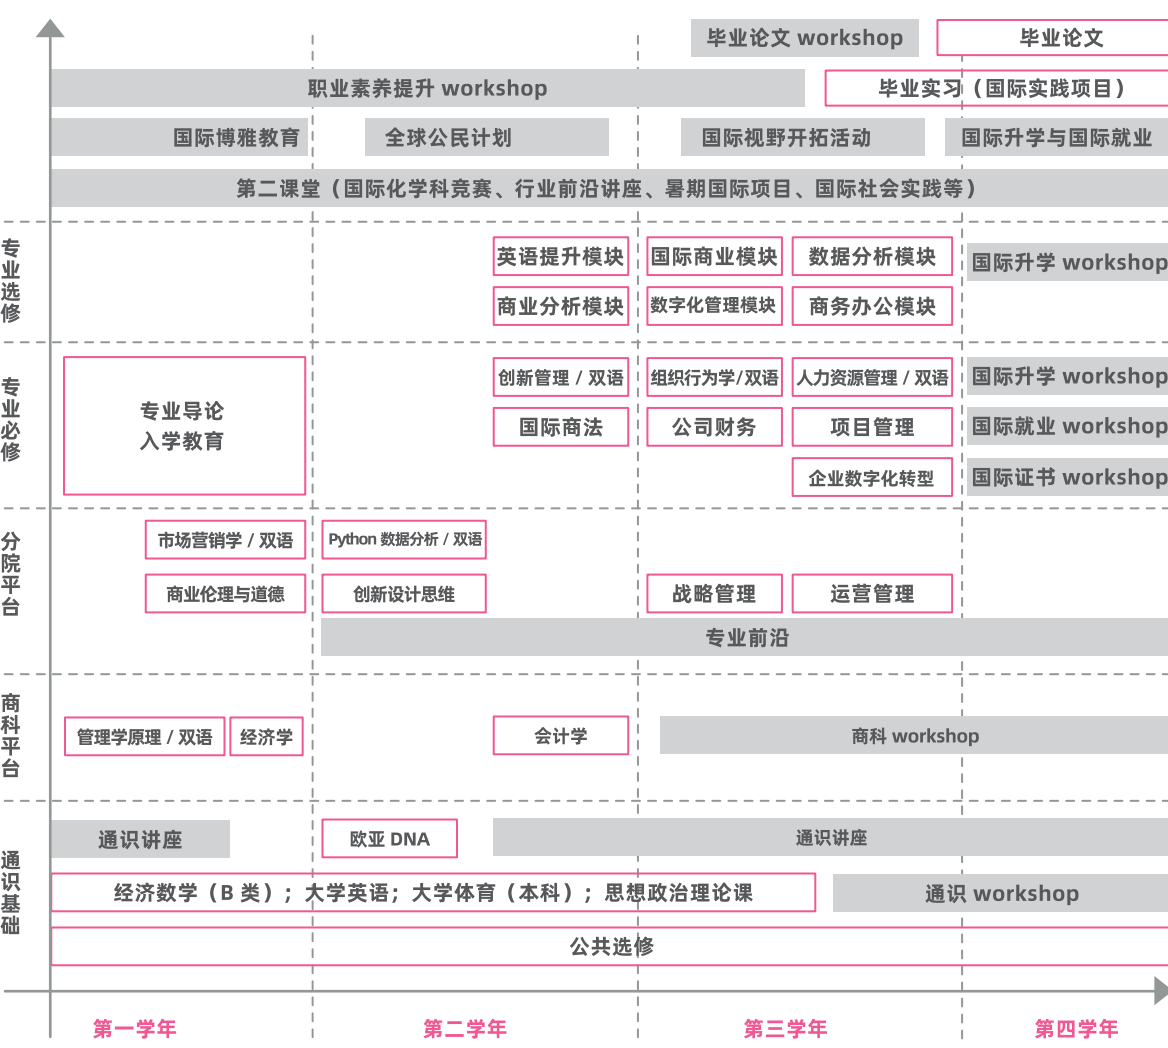 毕业论文 workshop
毕业论文
职业素养提升 workshop
毕业实习（国际实践项目）
国际博雅教育
全球公民计划
国际视野开拓活动
国际升学与国际就业
第二课堂（国际化学科竞赛、行业前沿讲座、暑期国际项目、国际社会实践等）
专业选修
英语提升模块
国际商业模块
数据分析模块
国际升学 workshop
商业分析模块
数字化管理模块
商务办公模块
专业必修
专业导论
入学教育
创新管理 / 双语
组织行为学/双语
人力资源管理 / 双语
国际升学 workshop
国际商法
公司财务
项目管理
国际就业 workshop
企业数字化转型
国际证书 workshop
分院平台
市场营销学 / 双语
Python 数据分析 / 双语
商业伦理与道德
创新设计思维
战略管理
运营管理
专业前沿
商科平台
管理学原理 / 双语
经济学
会计学
商科 workshop
通识基础
通识讲座
欧亚 DNA
通识讲座
经济数学（B 类）；大学英语；大学体育（本科）；思想政治理论课
通识 workshop
公共选修
第一学年
第二学年
第三学年
第四学年